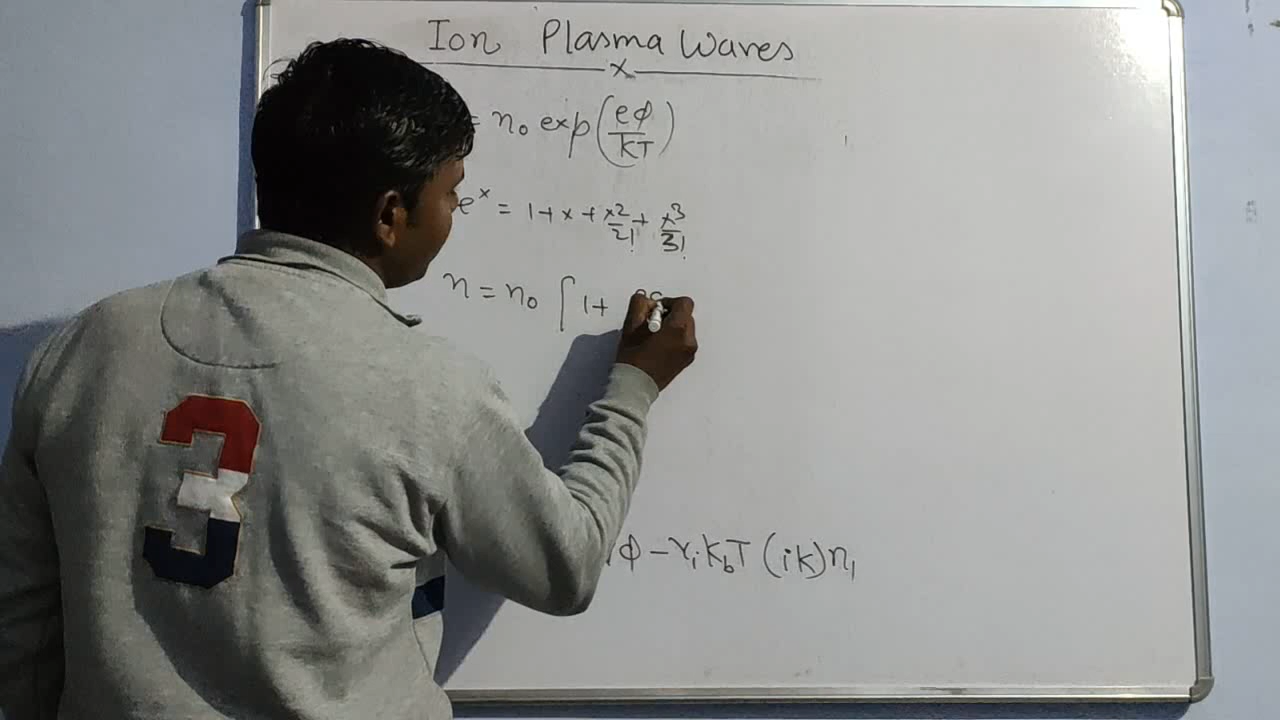 Ion Plasma Waves
x
= n₀ exp(eφ/KT)
eˣ = 1 + x + x2/2! + x³/3!
n = n₀ [ 1 +
φ - γᵢ K_b T (iK) n₁
3